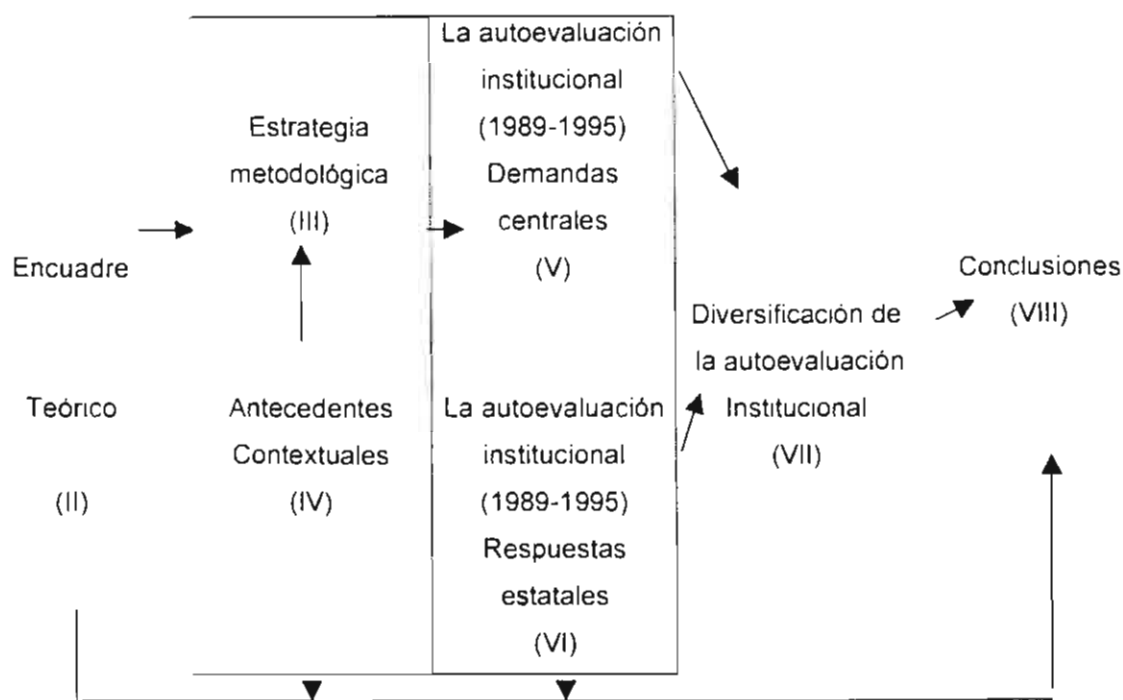 Encuadre
Teórico
(II)
Estrategia
metodológica
(III)
Antecedentes
Contextuales
(IV)
La autoevaluación
institucional
(1989-1995)
Demandas
centrales
(V)
La autoevaluación
institucional
(1989-1995)
Respuestas
estatales
(VI)
Diversificación de
la autoevaluación
Institucional
(VII)
Conclusiones
(VIII)